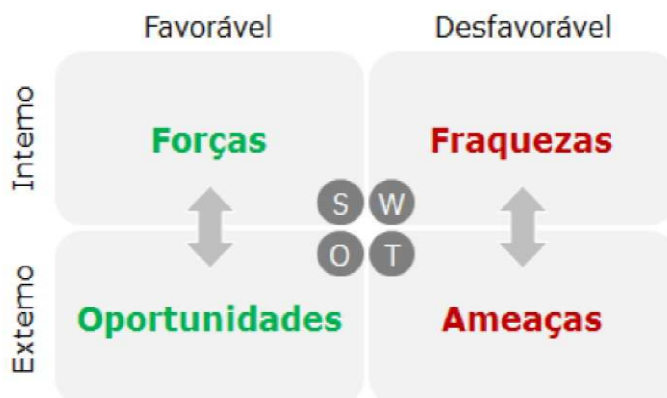 Favorável Desfavorável
Interno
Forças Fraquezas
S W
O T
Externo
Oportunidades Ameaças